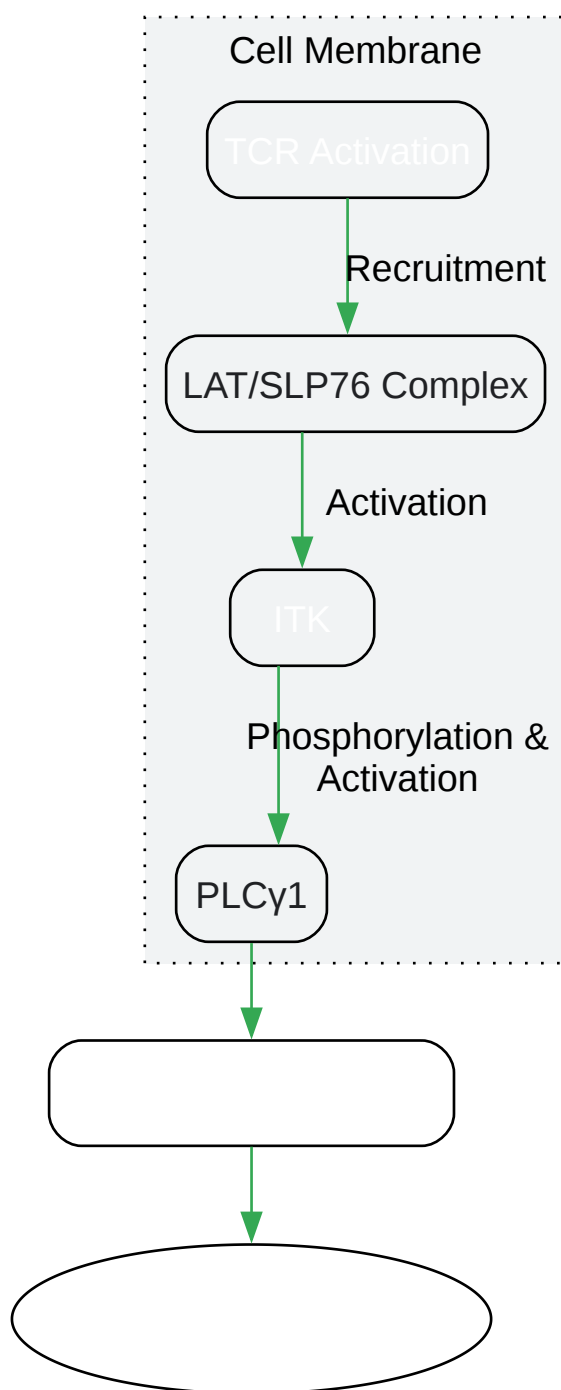 Cell Membrane
TCR Activation
Recruitment
LAT/SLP76 Complex
Activation
ITK
Phosphorylation &
Activation
PLCγ1